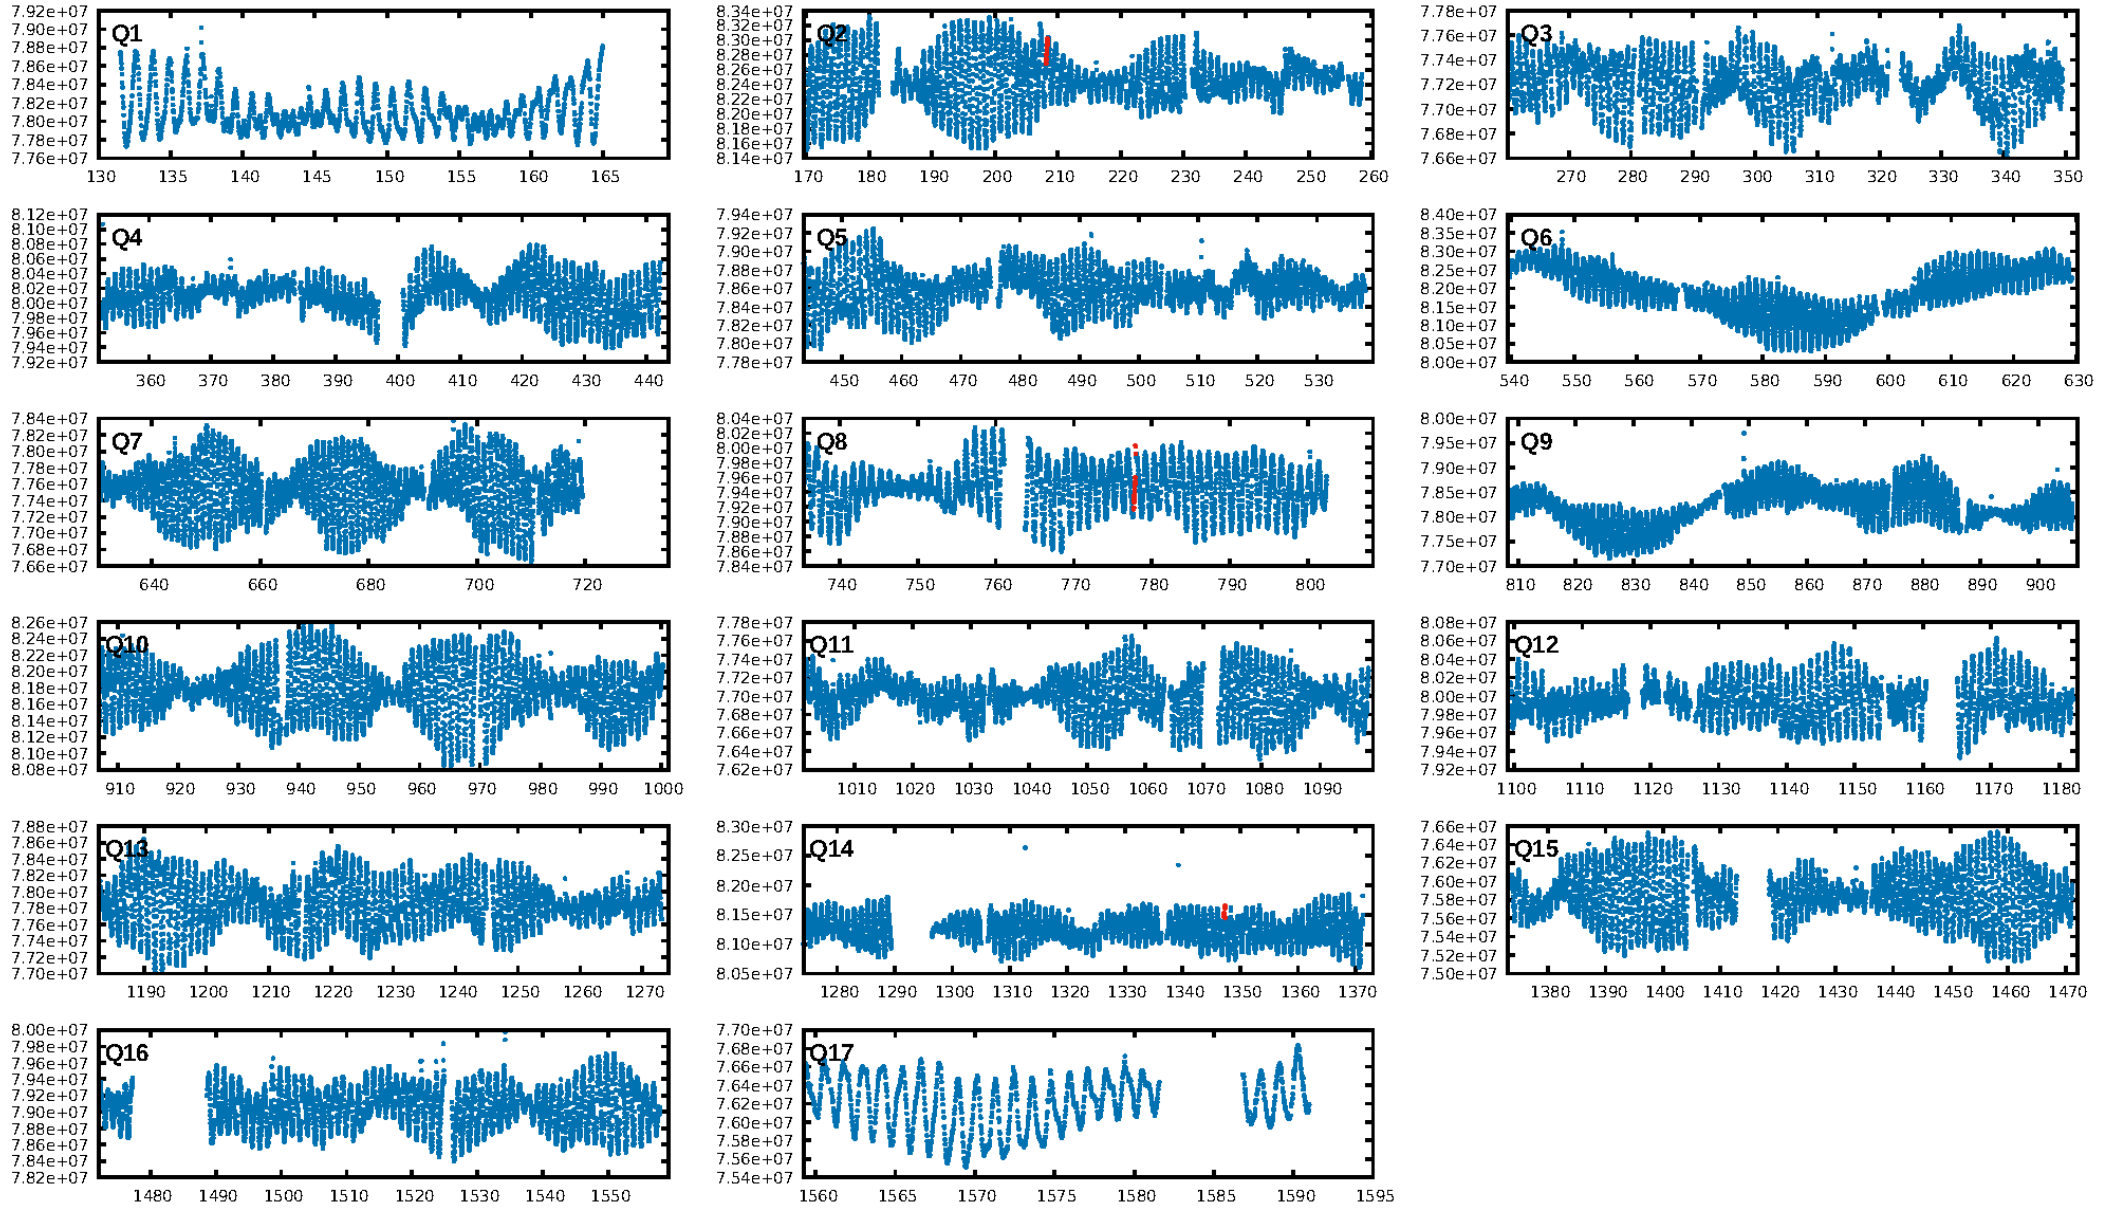 7.92e+07
7.90e+07
7.88e+07
7.86e+07
7.84e+07
7.82e+07
7.80e+07
7.78e+07
7.76e+07
Q1
130 135 140 145 150 155 160 165
8.34e+07
8.32e+07
8.30e+07
8.28e+07
8.26e+07
8.24e+07
8.22e+07
8.20e+07
8.18e+07
8.16e+07
8.14e+07
Q2
170 180 190 200 210 220 230 240 250 260
7.78e+07
7.76e+07
7.74e+07
7.72e+07
7.70e+07
7.68e+07
7.66e+07
Q3
270 280 290 300 310 320 330 340 350
8.12e+07
8.10e+07
8.08e+07
8.06e+07
8.04e+07
8.02e+07
8.00e+07
7.98e+07
7.96e+07
7.94e+07
7.92e+07
Q4
360 370 380 390 400 410 420 430 440
7.94e+07
7.92e+07
7.90e+07
7.88e+07
7.86e+07
7.84e+07
7.82e+07
7.80e+07
7.78e+07
Q5
450 460 470 480 490 500 510 520 530
8.40e+07
8.35e+07
8.30e+07
8.25e+07
8.20e+07
8.15e+07
8.10e+07
8.05e+07
8.00e+07
Q6
540 550 560 570 580 590 600 610 620 630
7.84e+07
7.82e+07
7.80e+07
7.78e+07
7.76e+07
7.74e+07
7.72e+07
7.70e+07
7.68e+07
7.66e+07
Q7
640 660 680 700 720
8.04e+07
8.02e+07
8.00e+07
7.98e+07
7.96e+07
7.94e+07
7.92e+07
7.90e+07
7.88e+07
7.86e+07
7.84e+07
Q8
740 750 760 770 780 790 800
8.00e+07
7.95e+07
7.90e+07
7.85e+07
7.80e+07
7.75e+07
7.70e+07
Q9
810 820 830 840 850 860 870 880 890 900
8.26e+07
8.24e+07
8.22e+07
8.20e+07
8.18e+07
8.16e+07
8.14e+07
8.12e+07
8.10e+07
8.08e+07
Q10
910 920 930 940 950 960 970 980 990 1000
7.78e+07
7.76e+07
7.74e+07
7.72e+07
7.70e+07
7.68e+07
7.66e+07
7.64e+07
7.62e+07
Q11
1010 1020 1030 1040 1050 1060 1070 1080 1090
8.08e+07
8.06e+07
8.04e+07
8.02e+07
8.00e+07
7.98e+07
7.96e+07
7.94e+07
7.92e+07
Q12
1100 1110 1120 1130 1140 1150 1160 1170 1180
7.88e+07
7.86e+07
7.84e+07
7.82e+07
7.80e+07
7.78e+07
7.76e+07
7.74e+07
7.72e+07
7.70e+07
Q13
1190 1200 1210 1220 1230 1240 1250 1260 1270
8.30e+07
8.25e+07
8.20e+07
8.15e+07
8.10e+07
8.05e+07
Q14
1280 1290 1300 1310 1320 1330 1340 1350 1360 1370
7.66e+07
7.64e+07
7.62e+07
7.60e+07
7.58e+07
7.56e+07
7.54e+07
7.52e+07
7.50e+07
Q15
1380 1390 1400 1410 1420 1430 1440 1450 1460 1470
8.00e+07
7.98e+07
7.96e+07
7.94e+07
7.92e+07
7.90e+07
7.88e+07
7.86e+07
7.84e+07
7.82e+07
Q16
1480 1490 1500 1510 1520 1530 1540 1550
7.70e+07
7.68e+07
7.66e+07
7.64e+07
7.62e+07
7.60e+07
7.58e+07
7.56e+07
7.54e+07
Q17
1560 1565 1570 1575 1580 1585 1590 1595